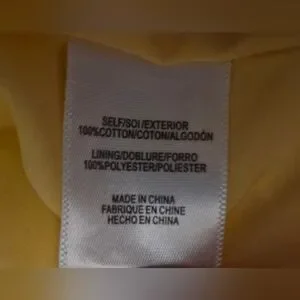 SELF/SOI/EXTERIOR
100%COTTON/COTON/ALGODÓN
LINING/DOBLURE/FORRO
100%POLYESTER/POLIESTER
MADE IN CHINA
FABRIQUE EN CHINE
HECHO EN CHINA